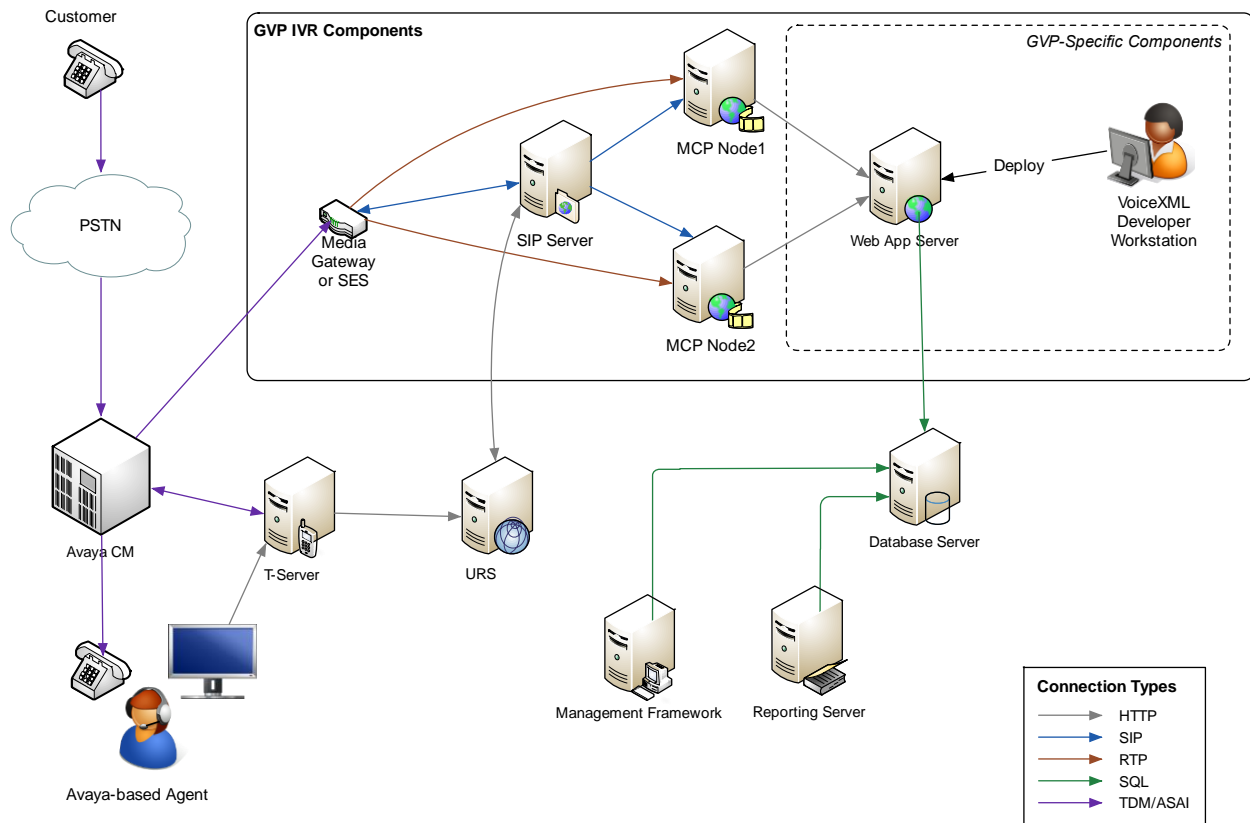 Customer
GVP IVR Components
GVP-Specific Components
MCP Node1
PSTN
SIP Server
Media
Gateway
or SES
Web App Server
Deploy
VoiceXML
Developer
Workstation
MCP Node2
Avaya CM
T-Server
URS
Database Server
Management Framework
Reporting Server
Avaya-based Agent
Connection Types
HTTP
SIP
RTP
SQL
TDM/ASAI